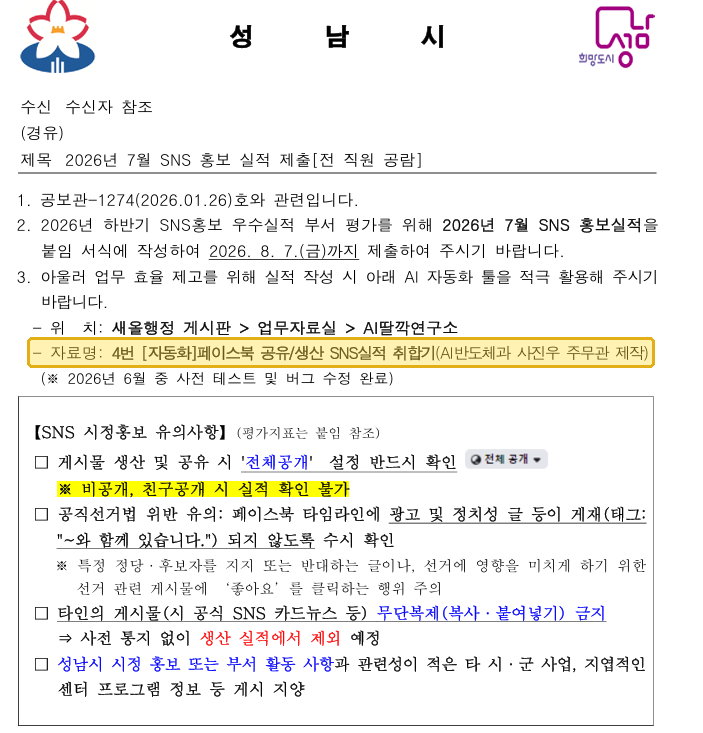 성 남 시
성남
희망도시
수신 수신자 참조
(경유)
제목 2026년 7월 SNS 홍보 실적 제출[전 직원 공람]
1. 공보관-1274(2026.01.26)호와 관련입니다.
2. 2026년 하반기 SNS홍보 우수실적 부서 평가를 위해 2026년 7월 SNS 홍보실적을
붙임 서식에 작성하여 2026. 8. 7.(금)까지 제출하여 주시기 바랍니다.
3. 아울러 업무 효율 제고를 위해 실적 작성 시 아래 AI 자동화 툴을 적극 활용해 주시기
바랍니다.
- 위 치: 새올행정 게시판 > 업무자료실 > AI딸깍연구소
- 자료명: 4번 [자동화]페이스북 공유/생산 SNS실적 취합기(AI반도체과 사진우 주무관 제작)
(※ 2026년 6월 중 사전 테스트 및 버그 수정 완료)
【SNS 시정홍보 유의사항】 (평가지표는 붙임 참조)
□ 게시물 생산 및 공유 시 '전체공개' 설정 반드시 확인 전체 공개
※ 비공개, 친구공개 시 실적 확인 불가
□ 공직선거법 위반 유의: 페이스북 타임라인에 광고 및 정치성 글 등이 게재(태그:
"~와 함께 있습니다.") 되지 않도록 수시 확인
※ 특정 정당·후보자를 지지 또는 반대하는 글이나, 선거에 영향을 미치게 하기 위한
선거 관련 게시물에 ‘좋아요’를 클릭하는 행위 주의
□ 타인의 게시물(시 공식 SNS 카드뉴스 등) 무단복제(복사·붙여넣기) 금지
⇒ 사전 통지 없이 생산 실적에서 제외 예정
□ 성남시 시정 홍보 또는 부서 활동 사항과 관련성이 적은 타 시·군 사업, 지엽적인
센터 프로그램 정보 등 게시 지양